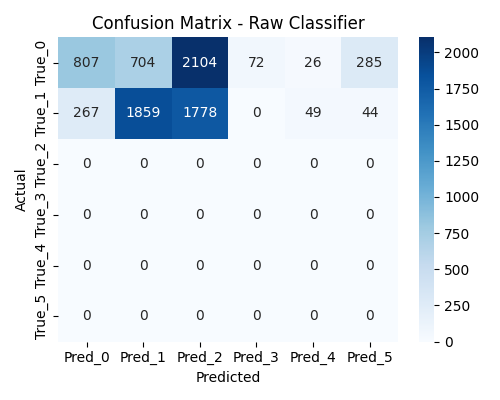 Confusion Matrix - Raw Classifier
True_0 807 704 2104 72 26 285
True_1 267 1859 1778 0 49 44
True_2 0 0 0 0 0 0
True_3 0 0 0 0 0 0
True_4 0 0 0 0 0 0
True_5 0 0 0 0 0 0
Pred_0 Pred_1 Pred_2 Pred_3 Pred_4 Pred_5
Predicted
Actual
2000
1750
1500
1250
1000
750
500
250
0